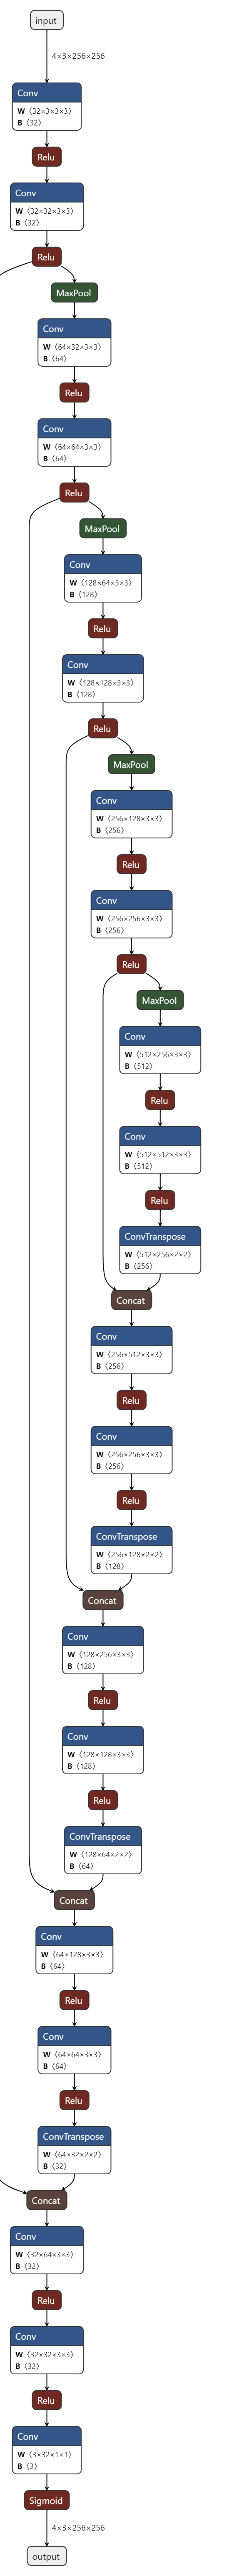 input
4×3×256×256
Conv
W ⟨32×3×3×3⟩
B ⟨32⟩
Relu
Conv
W ⟨32×32×3×3⟩
B ⟨32⟩
Relu
MaxPool
Conv
W ⟨64×32×3×3⟩
B ⟨64⟩
Relu
Conv
W ⟨64×64×3×3⟩
B ⟨64⟩
Relu
MaxPool
Conv
W ⟨128×64×3×3⟩
B ⟨128⟩
Relu
Conv
W ⟨128×128×3×3⟩
B ⟨128⟩
Relu
MaxPool
Conv
W ⟨256×128×3×3⟩
B ⟨256⟩
Relu
Conv
W ⟨256×256×3×3⟩
B ⟨256⟩
Relu
MaxPool
Conv
W ⟨512×256×3×3⟩
B ⟨512⟩
Relu
Conv
W ⟨512×512×3×3⟩
B ⟨512⟩
Relu
ConvTranspose
W ⟨512×256×2×2⟩
B ⟨256⟩
Concat
Conv
W ⟨256×512×3×3⟩
B ⟨256⟩
Relu
Conv
W ⟨256×256×3×3⟩
B ⟨256⟩
Relu
ConvTranspose
W ⟨256×128×2×2⟩
B ⟨128⟩
Concat
Conv
W ⟨128×256×3×3⟩
B ⟨128⟩
Relu
Conv
W ⟨128×128×3×3⟩
B ⟨128⟩
Relu
ConvTranspose
W ⟨128×64×2×2⟩
B ⟨64⟩
Concat
Conv
W ⟨64×128×3×3⟩
B ⟨64⟩
Relu
Conv
W ⟨64×64×3×3⟩
B ⟨64⟩
Relu
ConvTranspose
W ⟨64×32×2×2⟩
B ⟨32⟩
Concat
Conv
W ⟨32×64×3×3⟩
B ⟨32⟩
Relu
Conv
W ⟨32×32×3×3⟩
B ⟨32⟩
Relu
Conv
W ⟨3×32×1×1⟩
B ⟨3⟩
Sigmoid
4×3×256×256
output